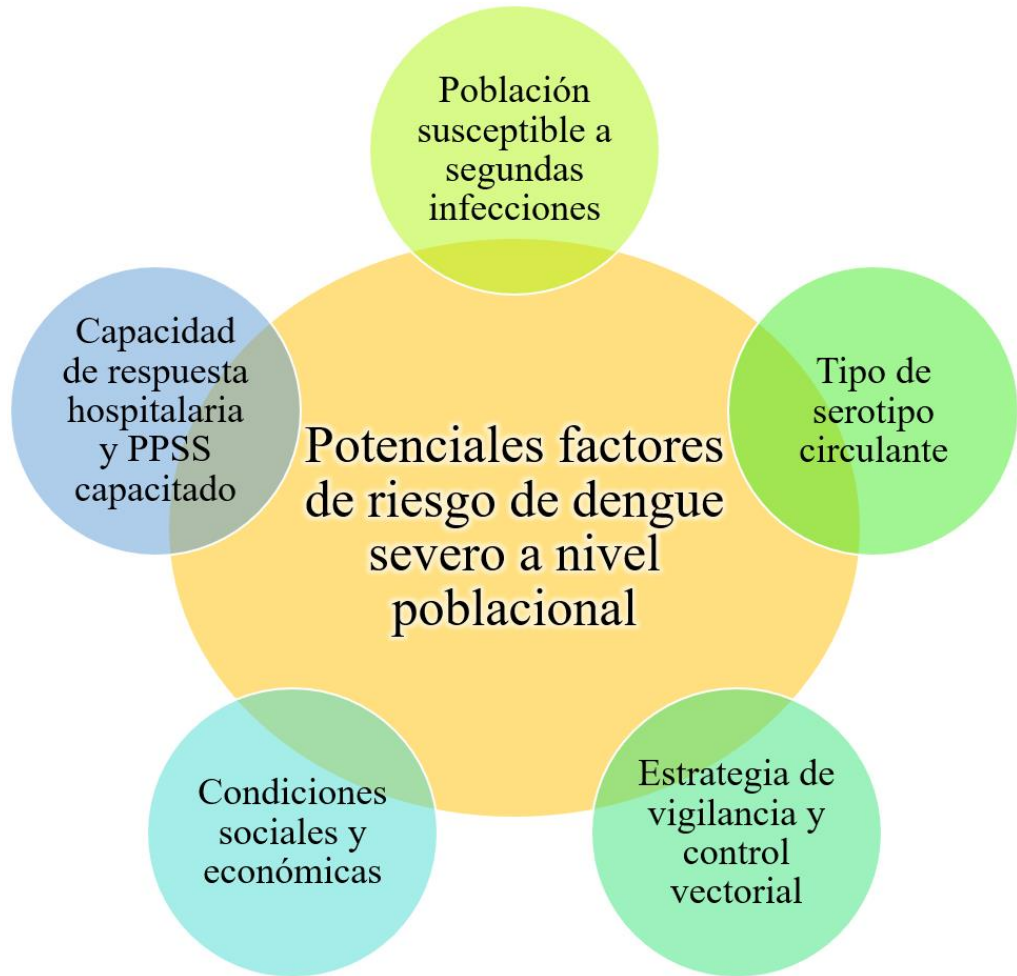 Población
susceptible a
segundas
infecciones
Capacidad
de respuesta
hospitalaria
y PPSS
capacitado
Tipo de
serotipo
circulante
Potenciales factores
de riesgo de dengue
severo a nivel
poblacional
Condiciones
sociales y
económicas
Estrategia de
vigilancia y
control
vectorial